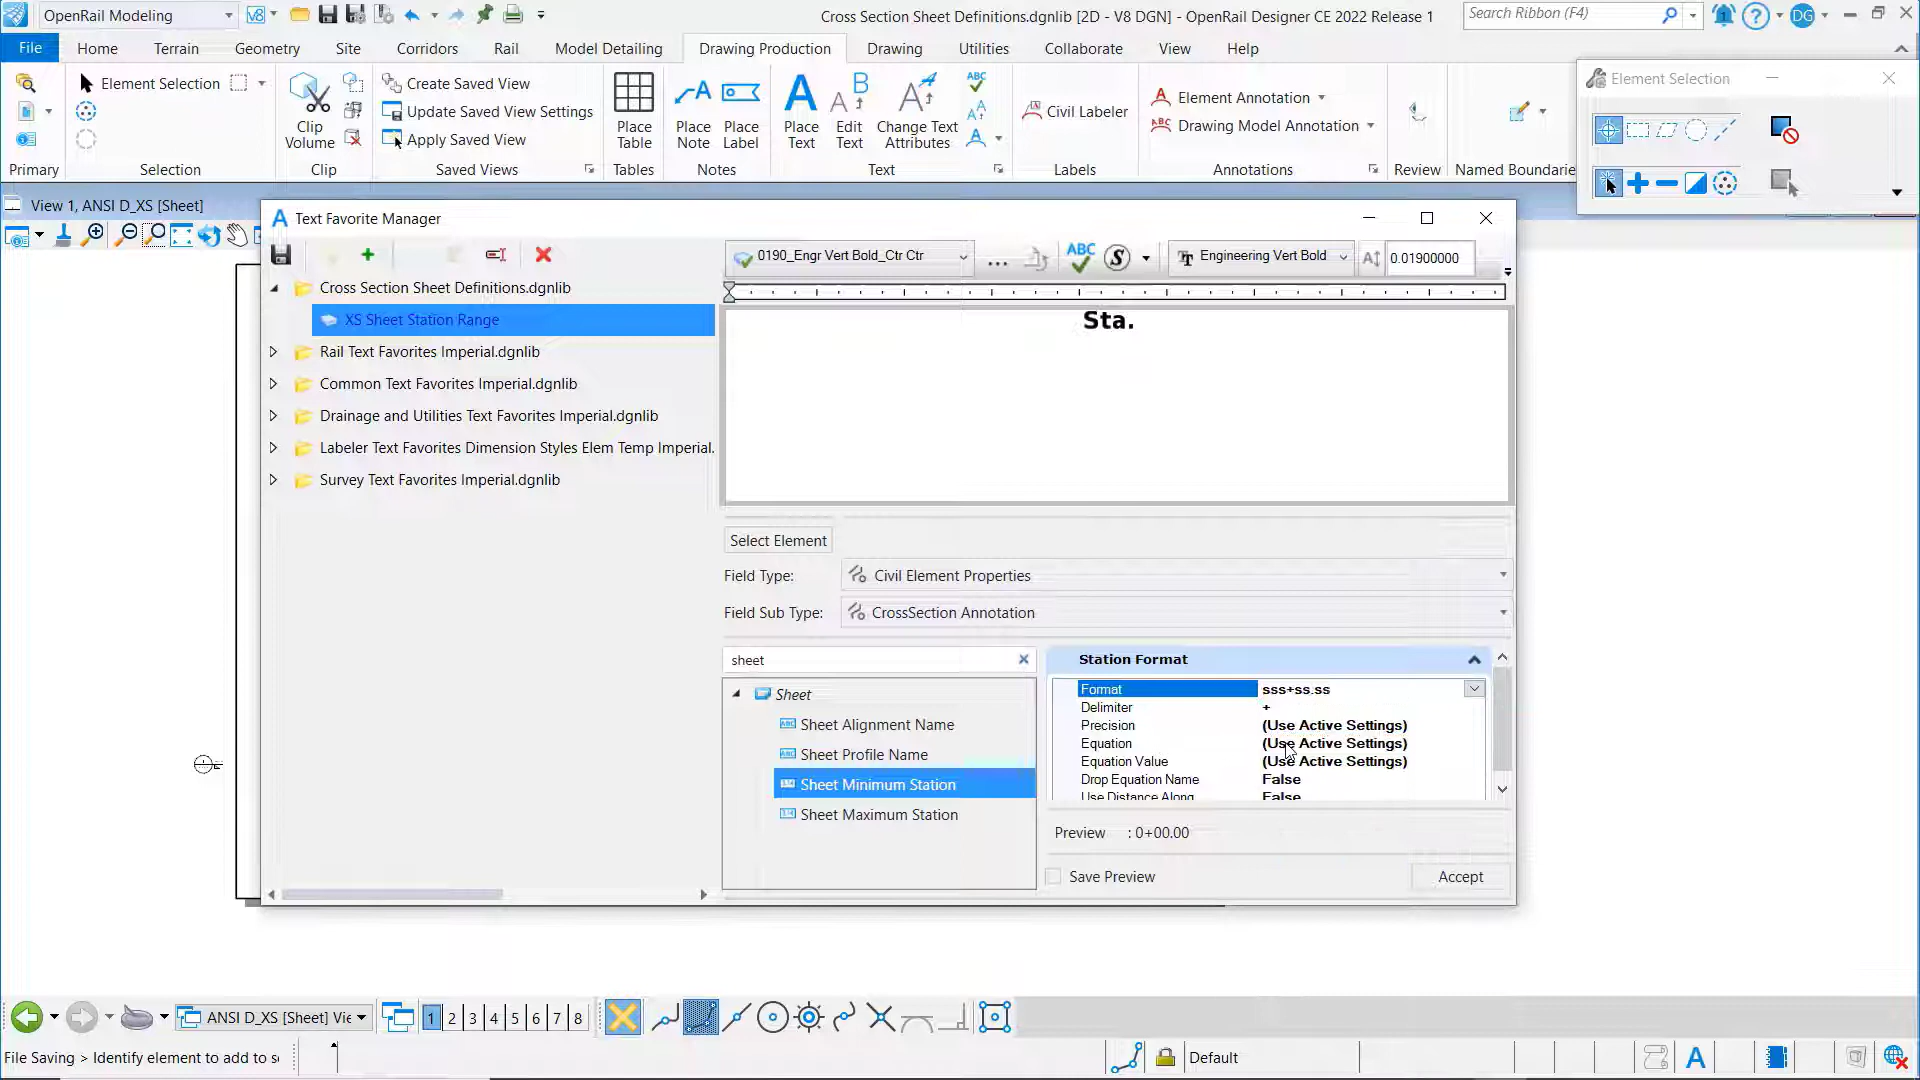 OpenRail Modeling
Cross Section Sheet Definitions.dgnlib [2D - V8 DGN] - OpenRail Designer CE 2022 Release 1
Search Ribbon (F4)
DG
File
Home
Terrain
Geometry
Site
Corridors
Rail
Model Detailing
Drawing Production
Drawing
Utilities
Collaborate
View
Help
Element Selection
Clip Volume
Create Saved View
Update Saved View Settings
Apply Saved View
Place Table
Place Note
Place Label
Place Text
Edit Text
Change Text Attributes
Civil Labeler
Element Annotation
Drawing Model Annotation
Primary
Selection
Clip
Saved Views
Tables
Notes
Text
Labels
Annotations
Review
Named Boundarie
Element Selection
View 1, ANSI D_XS [Sheet]
Text Favorite Manager
0190_Engr Vert Bold_Ctr Ctr
ABC
Engineering Vert Bold
0.01900000
Cross Section Sheet Definitions.dgnlib
XS Sheet Station Range
Rail Text Favorites Imperial.dgnlib
Common Text Favorites Imperial.dgnlib
Drainage and Utilities Text Favorites Imperial.dgnlib
Labeler Text Favorites Dimension Styles Elem Temp Imperial.
Survey Text Favorites Imperial.dgnlib
Sta.
Select Element
Field Type:
Civil Element Properties
Field Sub Type:
CrossSection Annotation
sheet
Sheet
Sheet Alignment Name
Sheet Profile Name
Sheet Minimum Station
Sheet Maximum Station
Station Format
Format sss+ss.ss
Delimiter +
Precision (Use Active Settings)
Equation (Use Active Settings)
Equation Value (Use Active Settings)
Drop Equation Name False
Use Distance Along False
Preview : 0+00.00
Save Preview
Accept
ANSI D_XS [Sheet] Vie
1 2 3 4 5 6 7 8
File Saving > Identify element to add to s
Default